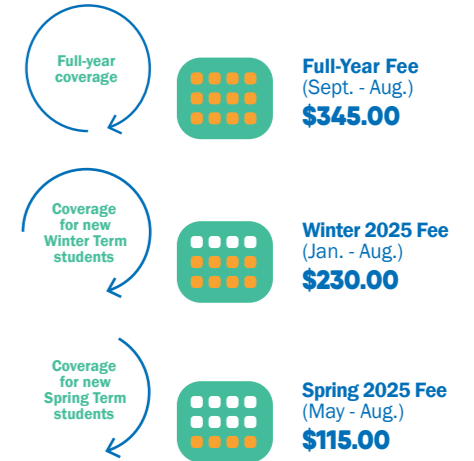 Full-year
coverage
Full-Year Fee
(Sept. - Aug.)
$345.00
Coverage
for new
Winter Term
students
Winter 2025 Fee
(Jan. - Aug.)
$230.00
Coverage
for new
Spring Term
students
Spring 2025 Fee
(May - Aug.)
$115.00